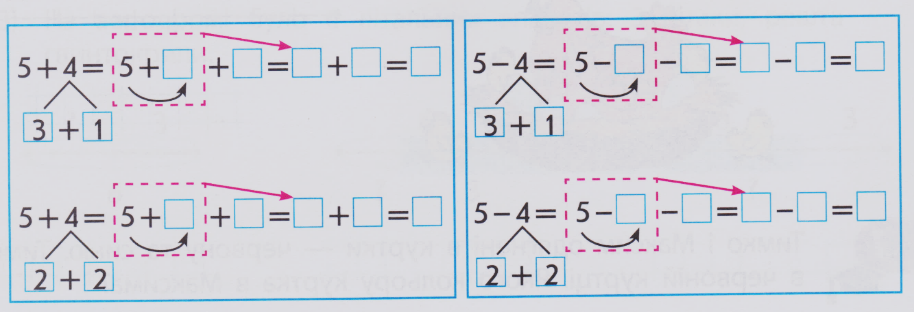 5 + 4 = 5 + □ + □ = □ + □ = □
3 + 1
5 + 4 = 5 + □ + □ = □ + □ = □
2 + 2
5 − 4 = 5 − □ − □ = □ − □ = □
3 + 1
5 − 4 = 5 − □ − □ = □ − □ = □
2 + 2